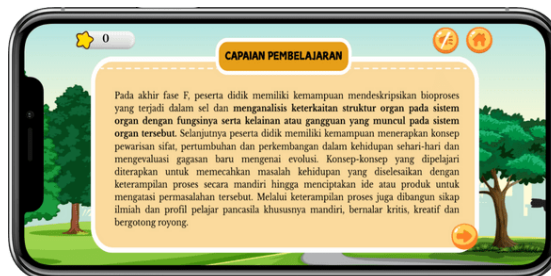 0
CAPAIAN PEMBELAJARAN
Pada akhir fase F, peserta didik memiliki kemampuan mendeskripsikan bioproses
yang terjadi dalam sel dan menganalisis keterkaitan struktur organ pada sistem
organ dengan fungsinya serta kelainan atau gangguan yang muncul pada sistem
organ tersebut. Selanjutnya peserta didik memiliki kemampuan menerapkan konsep
pewarisan sifat, pertumbuhan dan perkembangan dalam kehidupan sehari-hari dan
mengevaluasi gagasan baru mengenai evolusi. Konsep-konsep yang dipelajari
diterapkan untuk memecahkan masalah kehidupan yang diselesaikan dengan
keterampilan proses secara mandiri hingga menciptakan ide atau produk untuk
mengatasi permasalahan tersebut. Melalui keterampilan proses juga dibangun sikap
ilmiah dan profil pelajar pancasila khususnya mandiri, bernalar kritis, kreatif dan
bergotong royong.